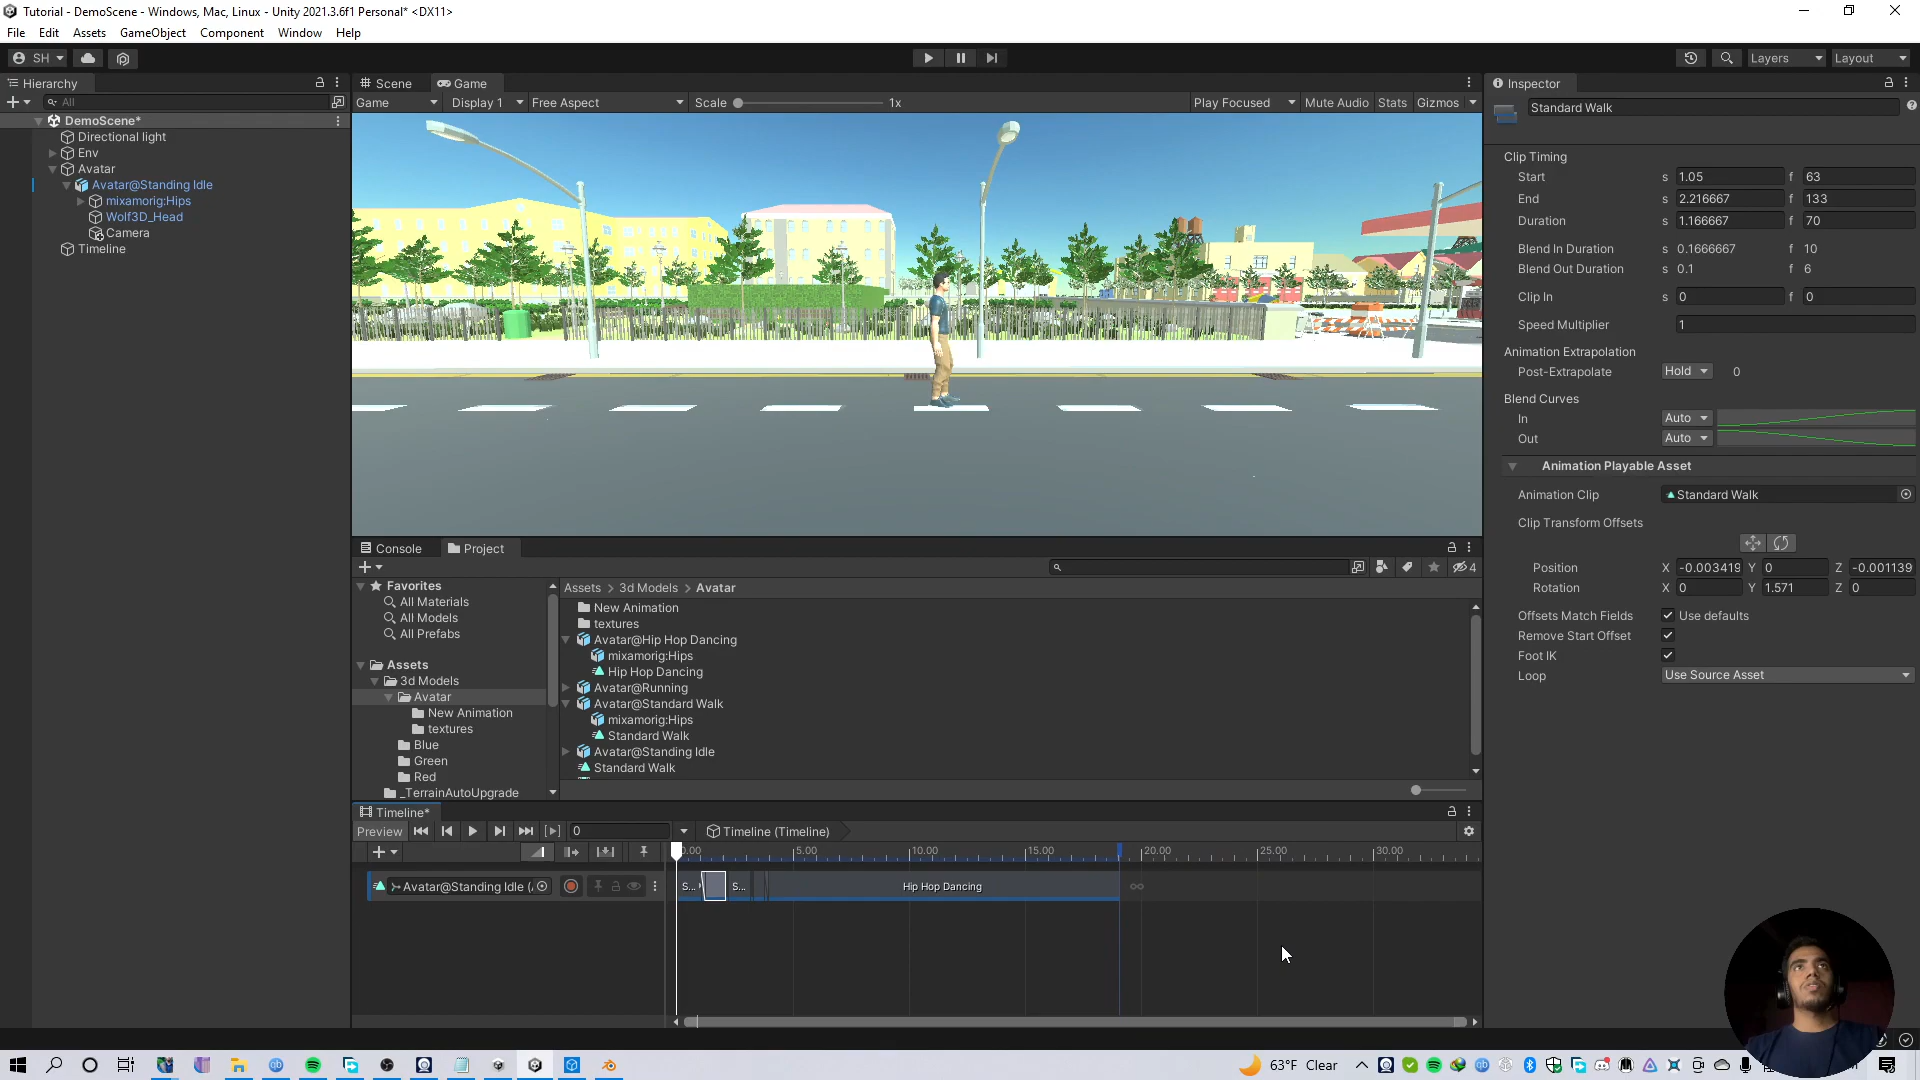 Tutorial - DemoScene - Windows, Mac, Linux - Unity 2021.3.6f1 Personal* <DX11>
File Edit Assets GameObject Component Window Help
SH
Layers Layout
Hierarchy
All
DemoScene*
Directional light
Env
Avatar
Avatar@Standing Idle
mixamorig:Hips
Wolf3D_Head
Camera
Timeline
Scene Game
Game Display 1 Free Aspect Scale 1x Play Focused Mute Audio Stats Gizmos
Console Project
4
Favorites
All Materials
All Models
All Prefabs
Assets
3d Models
Avatar
New Animation
textures
Blue
Green
Red
_TerrainAutoUpgrade
Assets > 3d Models > Avatar
New Animation
textures
Avatar@Hip Hop Dancing
mixamorig:Hips
Hip Hop Dancing
Avatar@Running
Avatar@Standard Walk
mixamorig:Hips
Standard Walk
Avatar@Standing Idle
Standard Walk
Timeline*
Preview 0 Timeline (Timeline)
0.00 5.00 10.00 15.00 20.00 25.00 30.00
Avatar@Standing Idle (
S... S... Hip Hop Dancing ∞
Inspector
Standard Walk
Clip Timing
Start s 1.05 f 63
End s 2.216667 f 133
Duration s 1.166667 f 70
Blend In Duration s 0.1666667 f 10
Blend Out Duration s 0.1 f 6
Clip In s 0 f 0
Speed Multiplier 1
Animation Extrapolation
Post-Extrapolate Hold 0
Blend Curves
In Auto
Out Auto
Animation Playable Asset
Animation Clip Standard Walk
Clip Transform Offsets
Position X -0.003419 Y 0 Z -0.001139
Rotation X 0 Y 1.571 Z 0
Offsets Match Fields Use defaults
Remove Start Offset
Foot IK
Loop Use Source Asset
63°F Clear